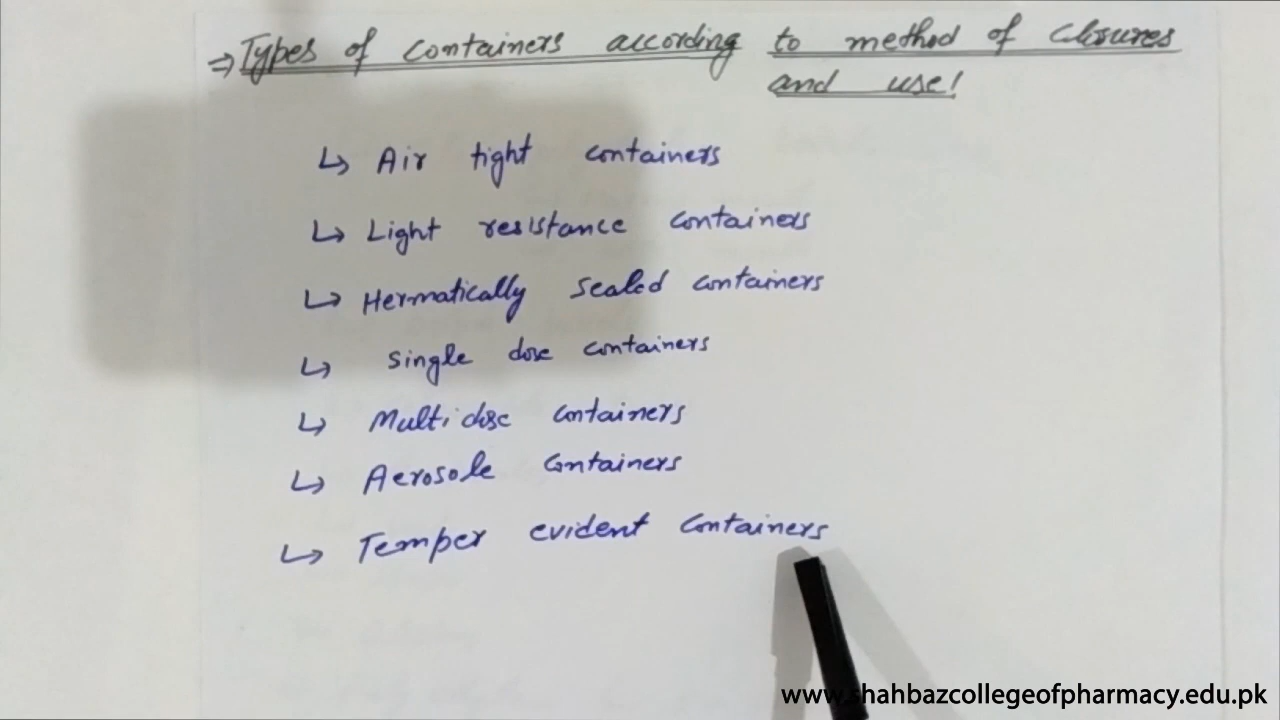 ⇒ Types of containers according to method of closures
and use!
↳ Air tight containers
↳ Light resistance containers
↳ Hermatically sealed containers
↳ single dose containers
↳ Multidose containers
↳ Aerosole containers
↳ Temper evident containers
www.shahbazcollegeofpharmacy.edu.pk